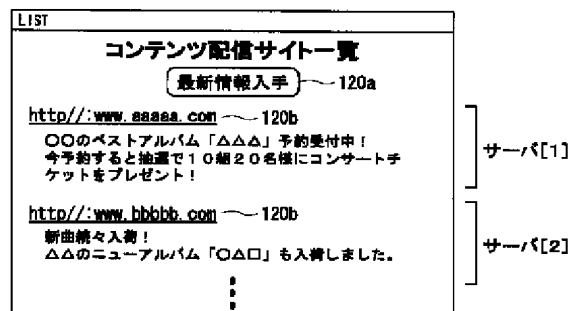 LIST
コンテンツ配信サイト一覧
最新情報入手 120a
http//:www.aaaaa.com 120b
〇〇のベストアルバム「△△△」予約受付中！
今予約すると抽選で１０組２０名様にコンサートチ
ケットをプレゼント！
サーバ[1]
http//:www.bbbbb.com 120b
新曲続々入荷！
△△のニューアルバム「〇△□」も入荷しました。
サーバ[2]